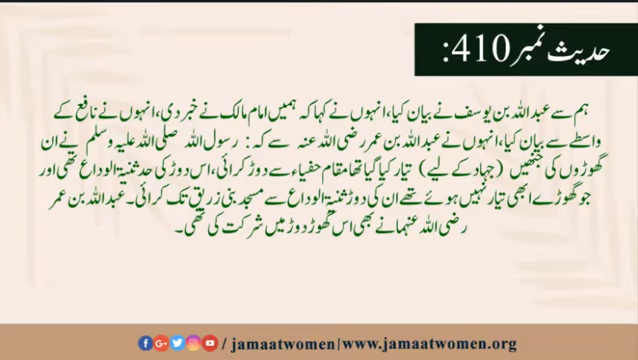 حدیث نمبر 410:
ہم سے عبداللہ بن یوسف نے بیان کیا، انہوں نے کہا کہ ہمیں امام مالک نے خبر دی، انہوں نے نافع کے
واسطے سے بیان کیا، انہوں نے عبداللہ بن عمر رضی اللہ عنہ سے کہ: رسول اللہ صلی اللہ علیہ وسلم نے ان
گھوڑوں کی جنھیں (جہاد کے لیے) تیار کیا گیا تھا مقام حفیاء سے دوڑ کرائی، اس دوڑ کی حد ثنیۃ الوداع تھی اور
جو گھوڑے ابھی تیار نہیں ہوئے تھے ان کی دوڑ ثنیۃ الوداع سے مسجد بنی زریق تک کرائی۔ عبداللہ بن عمر
رضی اللہ عنہما نے بھی اس گھوڑ دوڑ میں شرکت کی تھی۔
/ jamaatwomen|www.jamaatwomen.org